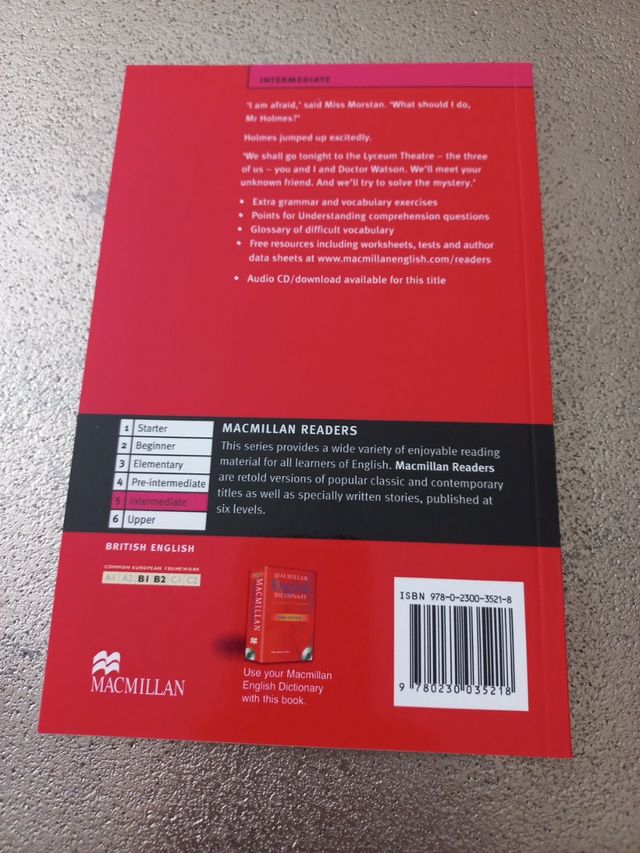 INTERMEDIATE
'I am afraid,' said Miss Morstan. 'What should I do,
Mr Holmes?'
Holmes jumped up excitedly.
'We shall go tonight to the Lyceum Theatre – the three
of us – you and I and Doctor Watson. We'll meet your
unknown friend. And we'll try to solve the mystery.'
• Extra grammar and vocabulary exercises
• Points for Understanding comprehension questions
• Glossary of difficult vocabulary
• Free resources including worksheets, tests and author
data sheets at www.macmillanenglish.com/readers
• Audio CD/download available for this title
1 Starter
2 Beginner
3 Elementary
4 Pre-intermediate
5 Intermediate
6 Upper
MACMILLAN READERS
This series provides a wide variety of enjoyable reading
material for all learners of English. Macmillan Readers
are retold versions of popular classic and contemporary
titles as well as specially written stories, published at
six levels.
BRITISH ENGLISH
COMMON EUROPEAN FRAMEWORK
A1 A2 B1 B2 C1 C2
MACMILLAN
MACMILLAN
DICTIONARY
MACMILLAN
Use your Macmillan
English Dictionary
with this book.
ISBN 978-0-2300-3521-8
9 780230 035218